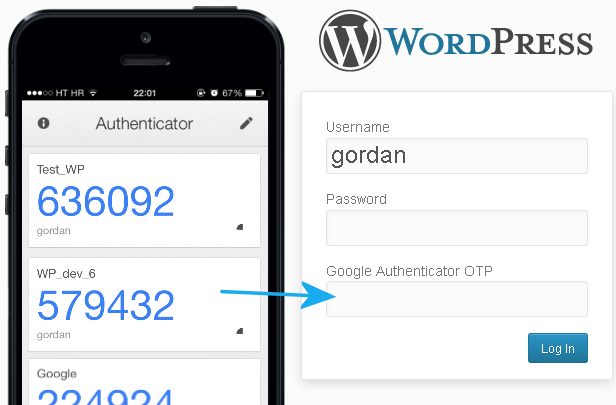 HT HR 22:01 67%
Authenticator
Test_WP
636092
gordan
WP_dev_6
579432
gordan
Google
224924
WORDPRESS
Username
gordan
Password
Google Authenticator OTP
Log In